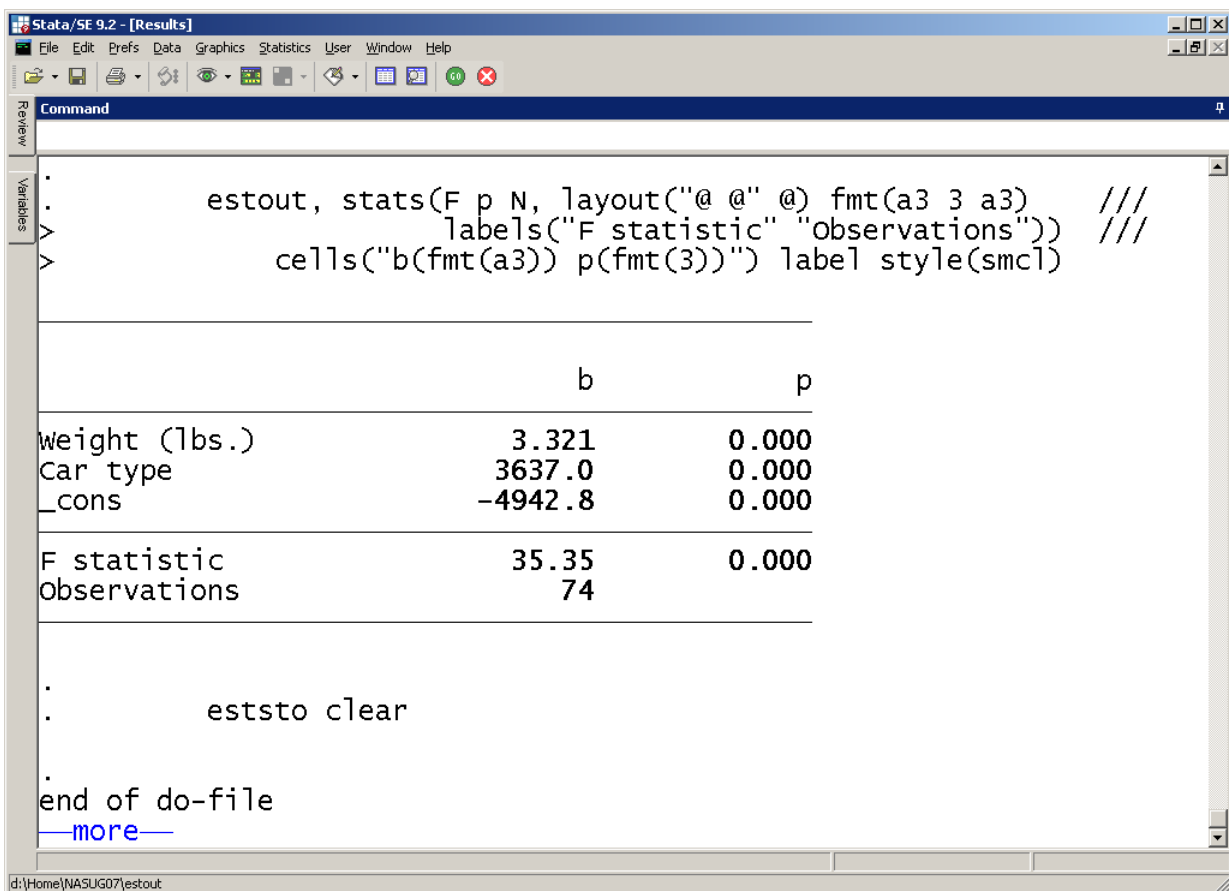 Stata/SE 9.2 - [Results]
File Edit Prefs Data Graphics Statistics User Window Help
Review
Command
Variables
.
. estout, stats(F p N, layout("@ @" @) fmt(a3 3 a3) ///
> labels("F statistic" "Observations")) ///
> cells("b(fmt(a3)) p(fmt(3))") label style(smcl)
b p
Weight (lbs.) 3.321 0.000
Car type 3637.0 0.000
_cons -4942.8 0.000
F statistic 35.35 0.000
Observations 74
.
. eststo clear
.
end of do-file
—more—
d:\Home\NASUG07\estout